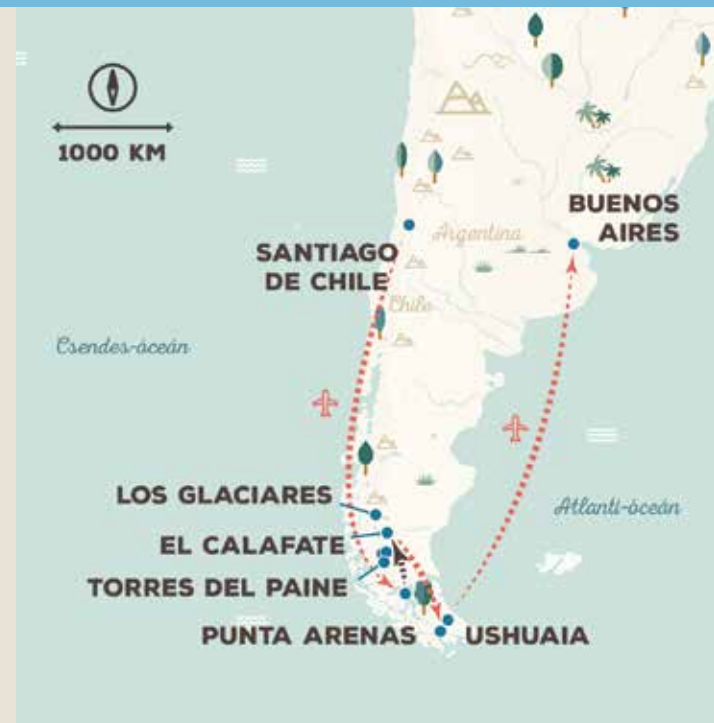 1000 KM
BUENOS
AIRES
Argentina
SANTIAGO
DE CHILE
Chile
Csendes-óceán
LOS GLACIARES
Atlanti-óceán
EL CALAFATE
TORRES DEL PAINE
PUNTA ARENAS
USHUAIA